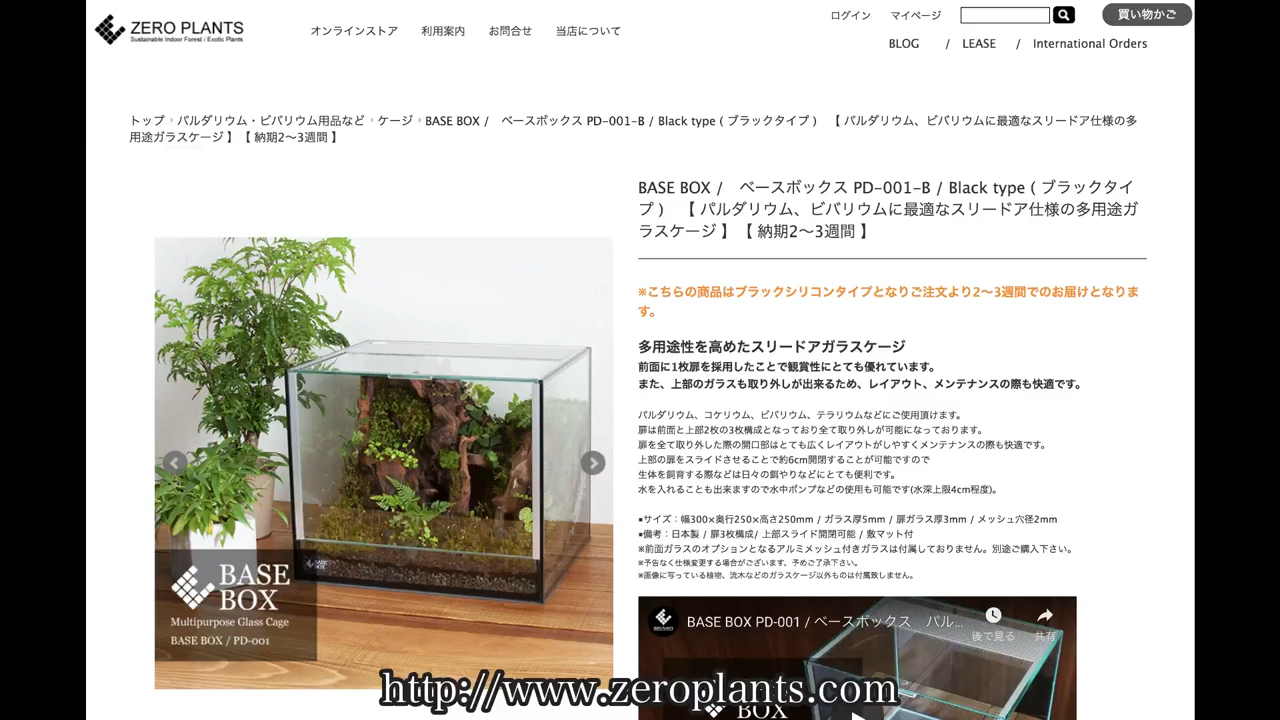 ZERO PLANTS
Sustainable Indoor Forest / Exotic Plants
オンラインストア 利用案内 お問合せ 当店について
ログイン マイページ 買い物かご
BLOG / LEASE / International Orders
トップ パルダリウム・ビバリウム用品など ケージ BASE BOX / ベースボックス PD-001-B / Black type ( ブラックタイプ ) 【 パルダリウム、ビバリウムに最適なスリードア仕様の多
用途ガラスケージ 】 【 納期2〜3週間 】
BASE BOX / ベースボックス PD-001-B / Black type ( ブラックタイ
プ ) 【 パルダリウム、ビバリウムに最適なスリードア仕様の多用途ガ
ラスケージ 】 【 納期2〜3週間 】
※こちらの商品はブラックシリコンタイプとなりご注文より2〜3週間でのお届けとなりま
す。
多用途性を高めたスリードアガラスケージ
前面に1枚扉を採用したことで観賞性にとても優れています。
また、上部のガラスも取り外しが出来るため、レイアウト、メンテナンスの際も快適です。
パルダリウム、コケリウム、ビバリウム、テラリウムなどにご使用頂けます。
扉は前面と上部2枚の3枚構成となっており全て取り外しが可能になっております。
扉を全て取り外した際の開口部はとても広くレイアウトがしやすくメンテナンスの際も快適です。
上部の扉をスライドさせることで約6cm開閉することが可能ですので
生体を飼育する際などは日々の餌やりなどにとても便利です。
水を入れることも出来ますので水中ポンプなどの使用も可能です(水深上限4cm程度)。
▪サイズ：幅300×奥行250×高さ250mm / ガラス厚5mm / 扉ガラス厚3mm / メッシュ穴径2mm
▪備考：日本製 / 扉3枚構成/ 上部スライド開閉可能 / 敷マット付
※前面ガラスのオプションとなるアルミメッシュ付きガラスは付属しておりません。別途ご購入下さい。
※予告なく仕様変更する場合がございます、予めご了承下さい。
※画像に写っている植物、流木などのガラスケージ以外ものは付属致しません。
BASE
BOX
Multipurpose Glass Cage
BASE BOX / PD-001
BASE BOX
ZERO PLANTS
BASE BOX PD-001 / ベースボックス パル...
後で見る 共有
BASE
BOX
http://www.zeroplants.com